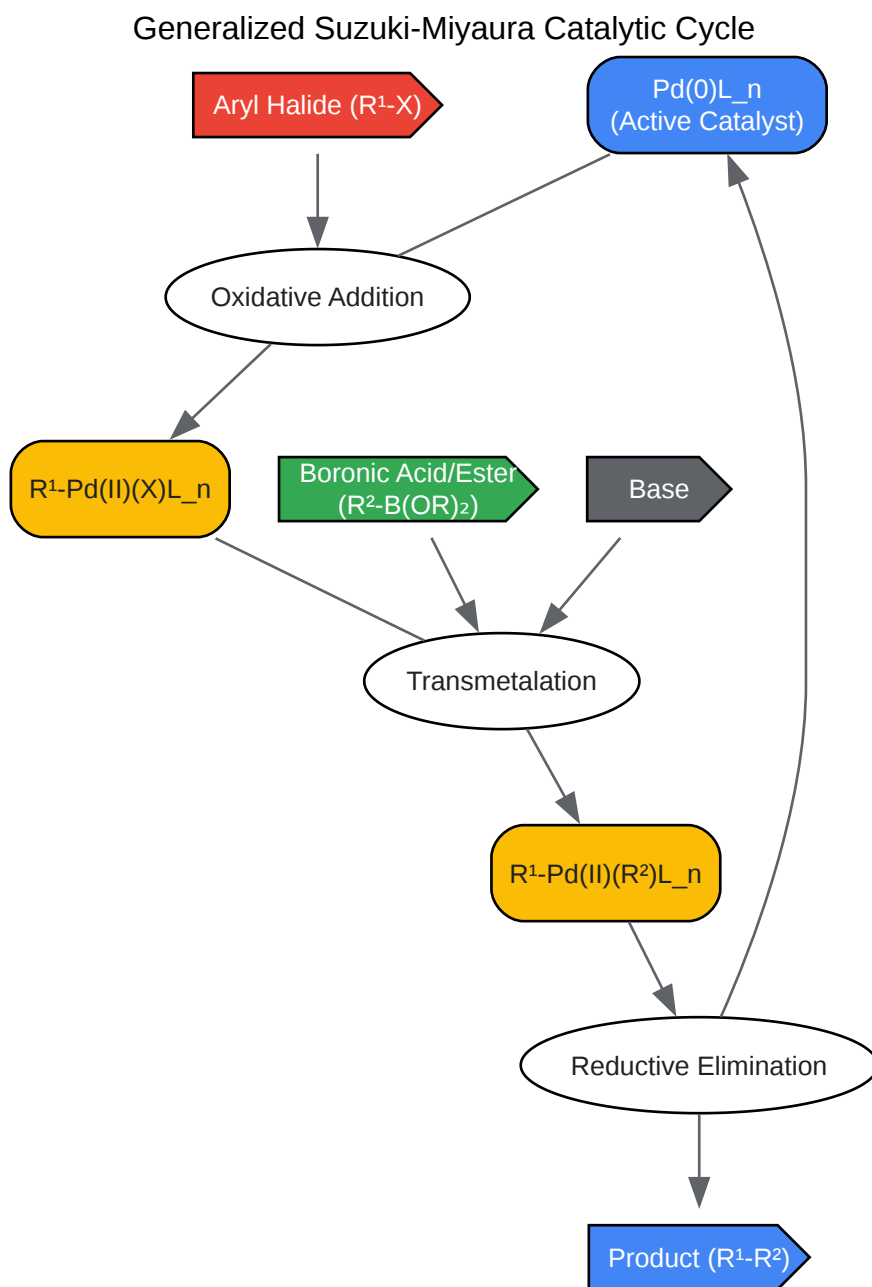 Generalized Suzuki-Miyaura Catalytic Cycle
Aryl Halide (R¹-X)
Pd(0)L_n
(Active Catalyst)
Oxidative Addition
R¹-Pd(II)(X)L_n
Boronic Acid/Ester
(R²-B(OR)₂)
Base
Transmetalation
R¹-Pd(II)(R²)L_n
Reductive Elimination
Product (R¹-R²)